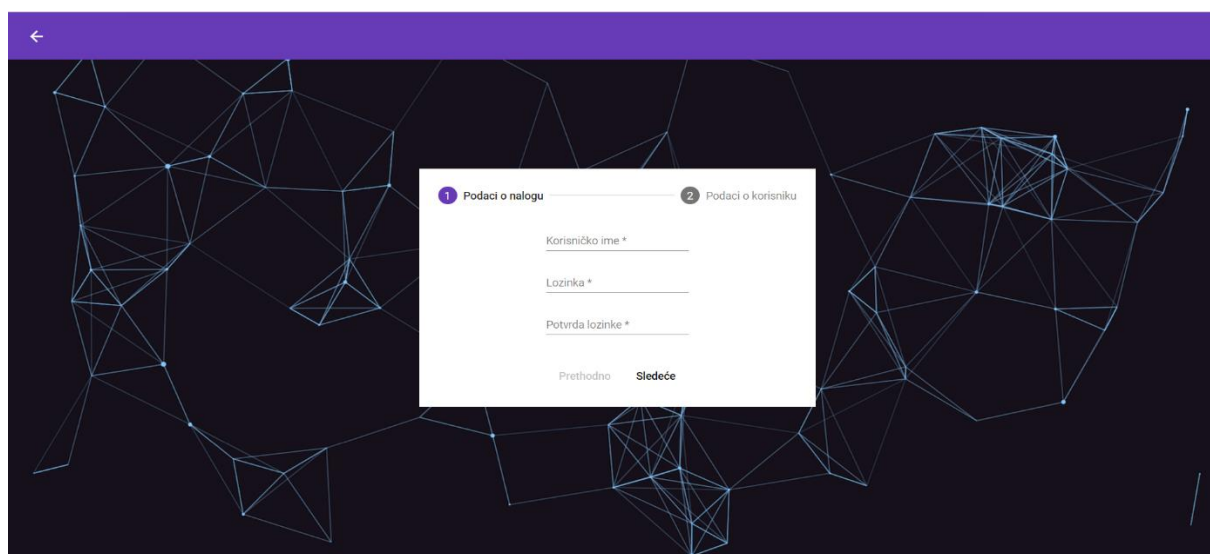 1 Podaci o nalogu 2 Podaci o korisniku
Korisničko ime *
Lozinka *
Potvrda lozinke *
Prethodno Sledeće